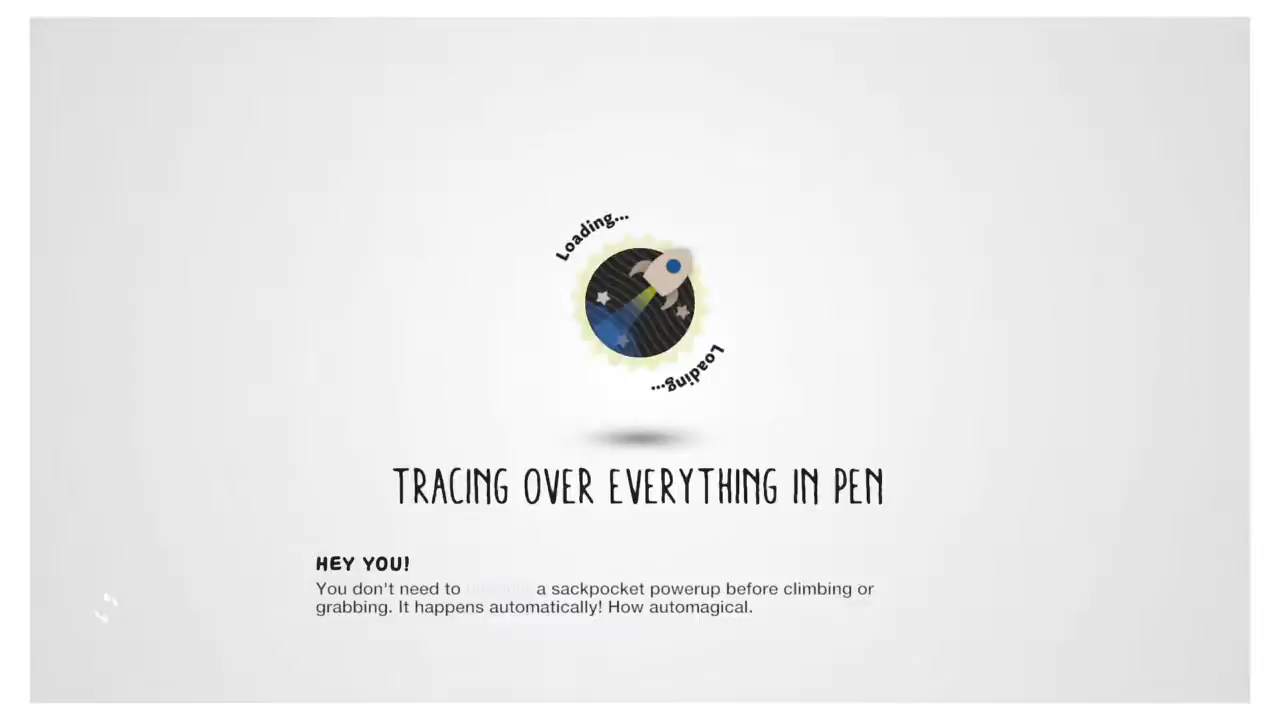 Loading...
Loading...
TRACING OVER EVERYTHING IN PEN
HEY YOU!
You don't need to a sackpocket powerup before climbing or
grabbing. It happens automatically! How automagical.